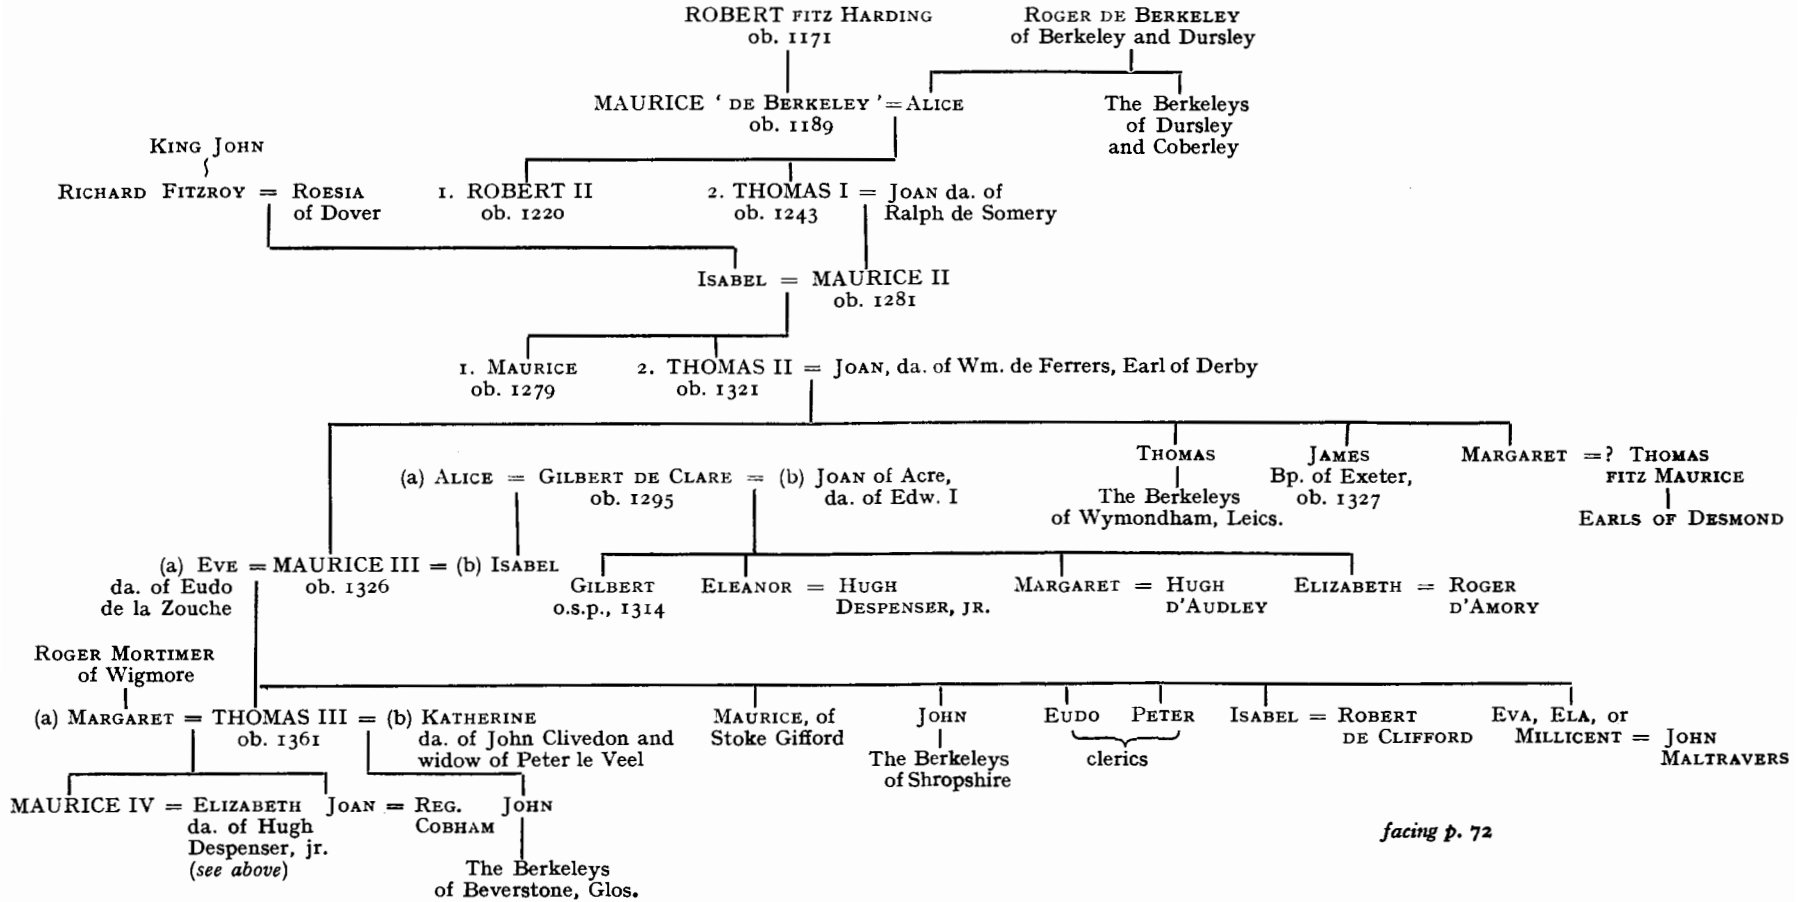 ROBERT FITZ HARDING
ob. 1171
ROGER DE BERKELEY
of Berkeley and Dursley
MAURICE ‘ DE BERKELEY ’ = ALICE
ob. 1189
The Berkeleys
of Dursley
and Coberley
KING JOHN
RICHARD FITZROY = ROESIA
of Dover
1. ROBERT II
ob. 1220
2. THOMAS I = JOAN da. of
ob. 1243
Ralph de Somery
ISABEL = MAURICE II
ob. 1281
1. MAURICE
ob. 1279
2. THOMAS II = JOAN, da. of Wm. de Ferrers, Earl of Derby
ob. 1321
THOMAS
The Berkeleys
of Wymondham, Leics.
JAMES
Bp. of Exeter,
ob. 1327
MARGARET =? THOMAS
FITZ MAURICE
EARLS OF DESMOND
(a) ALICE = GILBERT DE CLARE = (b) JOAN of Acre,
ob. 1295
da. of Edw. I
(a) EVE = MAURICE III = (b) ISABEL
da. of Eudo
de la Zouche
ob. 1326
GILBERT
o.s.p., 1314
ELEANOR = HUGH
DESPENSER, JR.
MARGARET = HUGH
D'AUDLEY
ELIZABETH = ROGER
D'AMORY
ROGER MORTIMER
of Wigmore
(a) MARGARET = THOMAS III = (b) KATHERINE
ob. 1361
da. of John Clivedon and
widow of Peter le Veel
MAURICE, of
Stoke Gifford
JOHN
The Berkeleys
of Shropshire
EUDO PETER
clerics
ISABEL = ROBERT
DE CLIFFORD
EVA, ELA, or
MILLICENT = JOHN
MALTRAVERS
MAURICE IV = ELIZABETH
da. of Hugh
Despenser, jr.
(see above)
JOAN = REG.
COBHAM
JOHN
The Berkeleys
of Beverstone, Glos.
facing p. 72